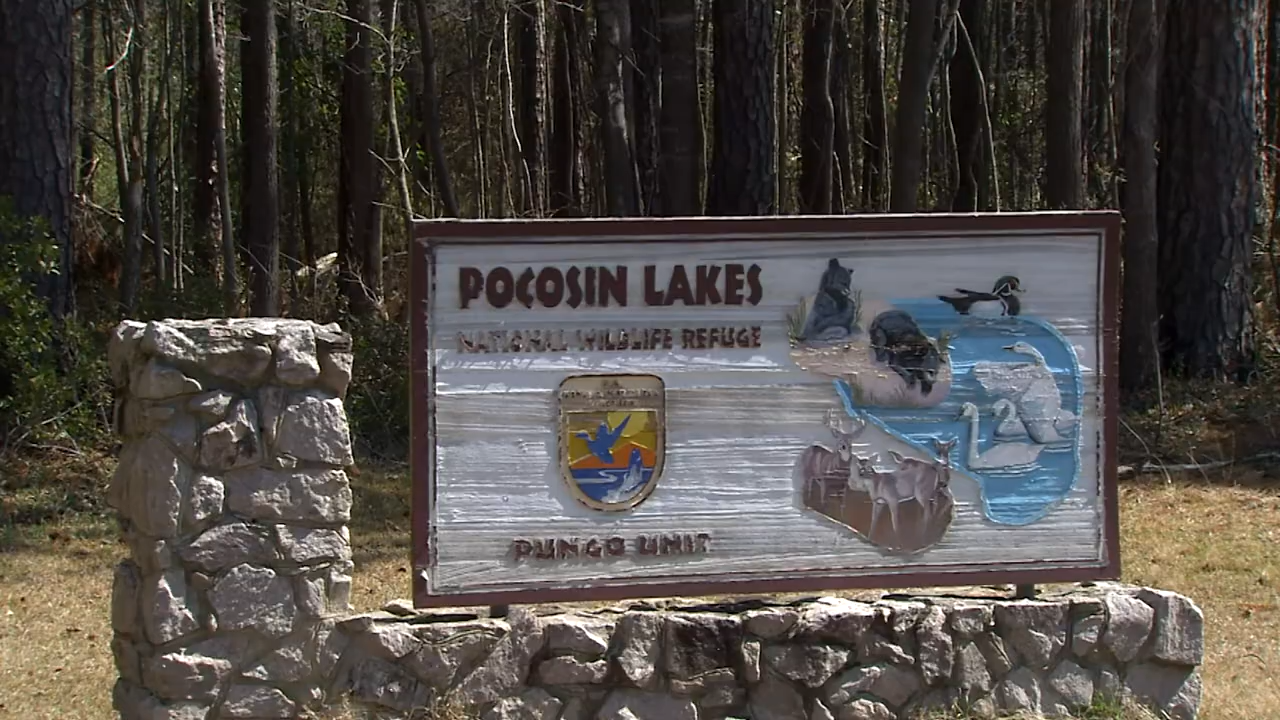 POCOSIN LAKES
NATIONAL WILDLIFE REFUGE
U.S.
PUNGO UNIT